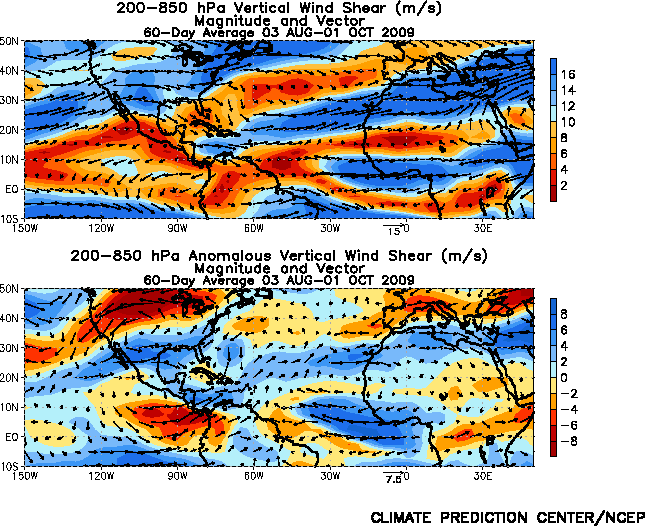 200-850 hPa Vertical Wind Shear (m/s)
Magnitude and Vector
60-Day Average 03 AUG-01 OCT 2009
50N
40N
30N
20N
10N
EQ
10S
150W 120W 90W 60W 30E
15
16
14
12
10
8
6
4
2
200-850 hPa Anomalous Vertical Wind Shear (m/s)
Magnitude and Vector
60-Day Average 03 AUG-01 OCT 2009
50N
40N
30N
20N
10N
EQ
10S
150W 120W 90W 60W 30E
7.5
8
6
4
2
0
-2
-4
-6
-8
CLIMATE PREDICTION CENTER/NCEP